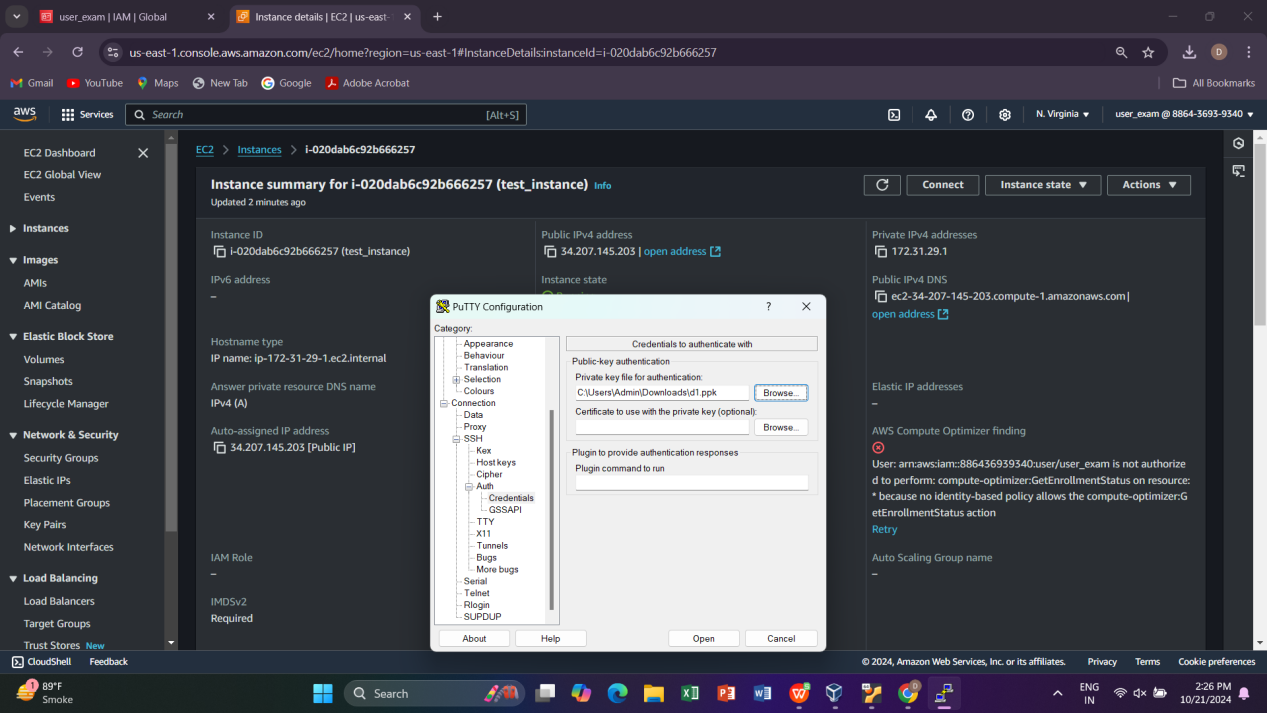 user_exam | IAM | Global
Instance details | EC2 | us-east-
us-east-1.console.aws.amazon.com/ec2/home?region=us-east-1#InstanceDetails:instanceId=i-020dab6c92b666257
D
Gmail
YouTube
Maps
New Tab
Google
Adobe Acrobat
All Bookmarks
aws
Services
Search
[Alt+S]
N. Virginia
user_exam @ 8864-3693-9340
EC2 Dashboard
EC2 Global View
Events
Instances
Images
AMIs
AMI Catalog
Elastic Block Store
Volumes
Snapshots
Lifecycle Manager
Network & Security
Security Groups
Elastic IPs
Placement Groups
Key Pairs
Network Interfaces
Load Balancing
Load Balancers
Target Groups
Trust Stores New
EC2
Instances
i-020dab6c92b666257
Instance summary for i-020dab6c92b666257 (test_instance) Info
Updated 2 minutes ago
Connect
Instance state
Actions
Instance ID
i-020dab6c92b666257 (test_instance)
IPv6 address
–
Hostname type
IP name: ip-172-31-29-1.ec2.internal
Answer private resource DNS name
IPv4 (A)
Auto-assigned IP address
34.207.145.203 [Public IP]
IAM Role
–
IMDSv2
Required
Public IPv4 address
34.207.145.203 | open address
Instance state
Private IPv4 addresses
172.31.29.1
Public IPv4 DNS
ec2-34-207-145-203.compute-1.amazonaws.com |
open address
Elastic IP addresses
–
AWS Compute Optimizer finding
User: arn:aws:iam::886436939340:user/user_exam is not authorize
d to perform: compute-optimizer:GetEnrollmentStatus on resource:
* because no identity-based policy allows the compute-optimizer:G
etEnrollmentStatus action
Retry
Auto Scaling Group name
–
PuTTY Configuration
?
Category:
Appearance
Behaviour
Translation
Selection
Colours
Connection
Data
Proxy
SSH
Kex
Host keys
Cipher
Auth
Credentials
GSSAPI
TTY
X11
Tunnels
Bugs
More bugs
Serial
Telnet
Rlogin
SUPDUP
Credentials to authenticate with
Public-key authentication
Private key file for authentication:
C:\Users\Admin\Downloads\d1.ppk
Browse...
Certificate to use with the private key (optional):
Browse...
Plugin to provide authentication responses
Plugin command to run
About
Help
Open
Cancel
CloudShell
Feedback
© 2024, Amazon Web Services, Inc. or its affiliates.
Privacy
Terms
Cookie preferences
1
89°F
Smoke
Search
ENG
IN
2:26 PM
10/21/2024